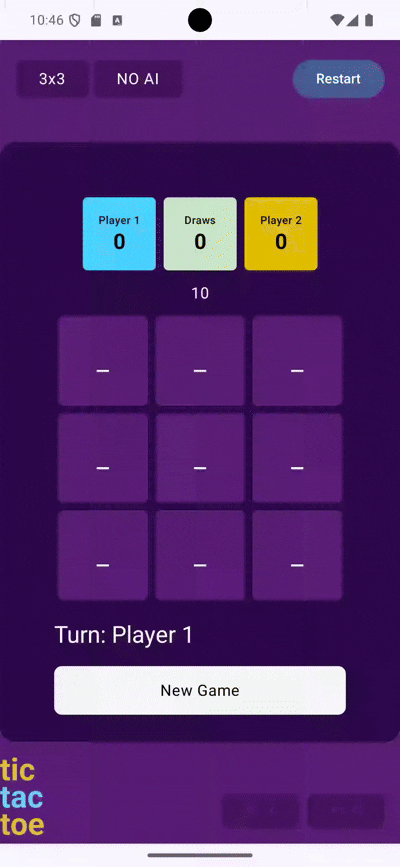 10:46
3x3 NO AI Restart
Player 1 Draws Player 2
0 0 0
10
– – –
– – –
– – –
Turn: Player 1
New Game
tic
tac
toe